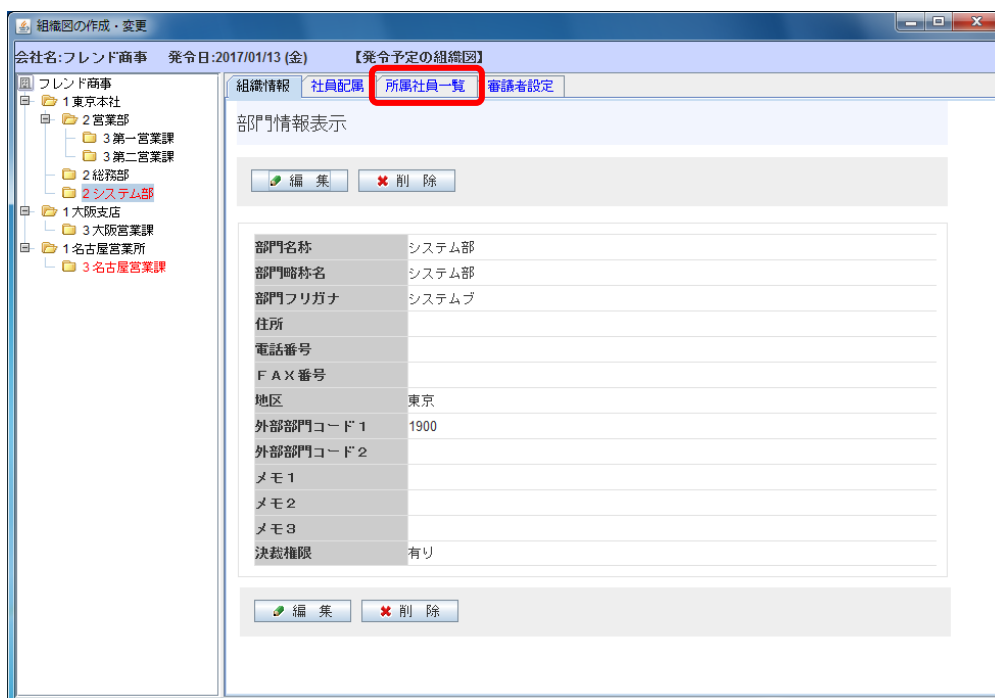 組織図の作成・変更
会社名:フレンド商事 発令日:2017/01/13 (金) 【発令予定の組織図】
フレンド商事
1東京本社
2営業部
3第一営業課
3第二営業課
2総務部
2システム部
1大阪支店
3大阪営業課
1名古屋営業所
3名古屋営業課
組織情報 社員配属 所属社員一覧 審議者設定
部門情報表示
編 集 削 除
部門名称 システム部
部門略称名 システム部
部門フリガナ システムブ
住所
電話番号
ＦＡＸ番号
地区 東京
外部部門コード１ 1900
外部部門コード２
メモ１
メモ２
メモ３
決裁権限 有り
編 集 削 除